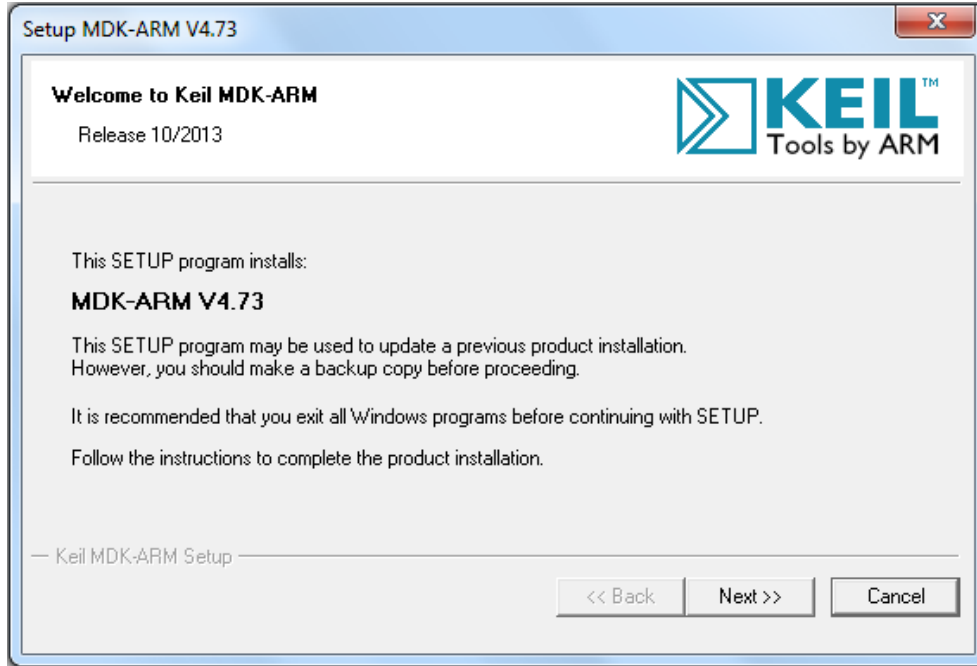 Setup MDK-ARM V4.73
Welcome to Keil MDK-ARM
Release 10/2013
KEIL™
Tools by ARM
This SETUP program installs:
MDK-ARM V4.73
This SETUP program may be used to update a previous product installation.
However, you should make a backup copy before proceeding.
It is recommended that you exit all Windows programs before continuing with SETUP.
Follow the instructions to complete the product installation.
Keil MDK-ARM Setup
<< Back
Next >>
Cancel